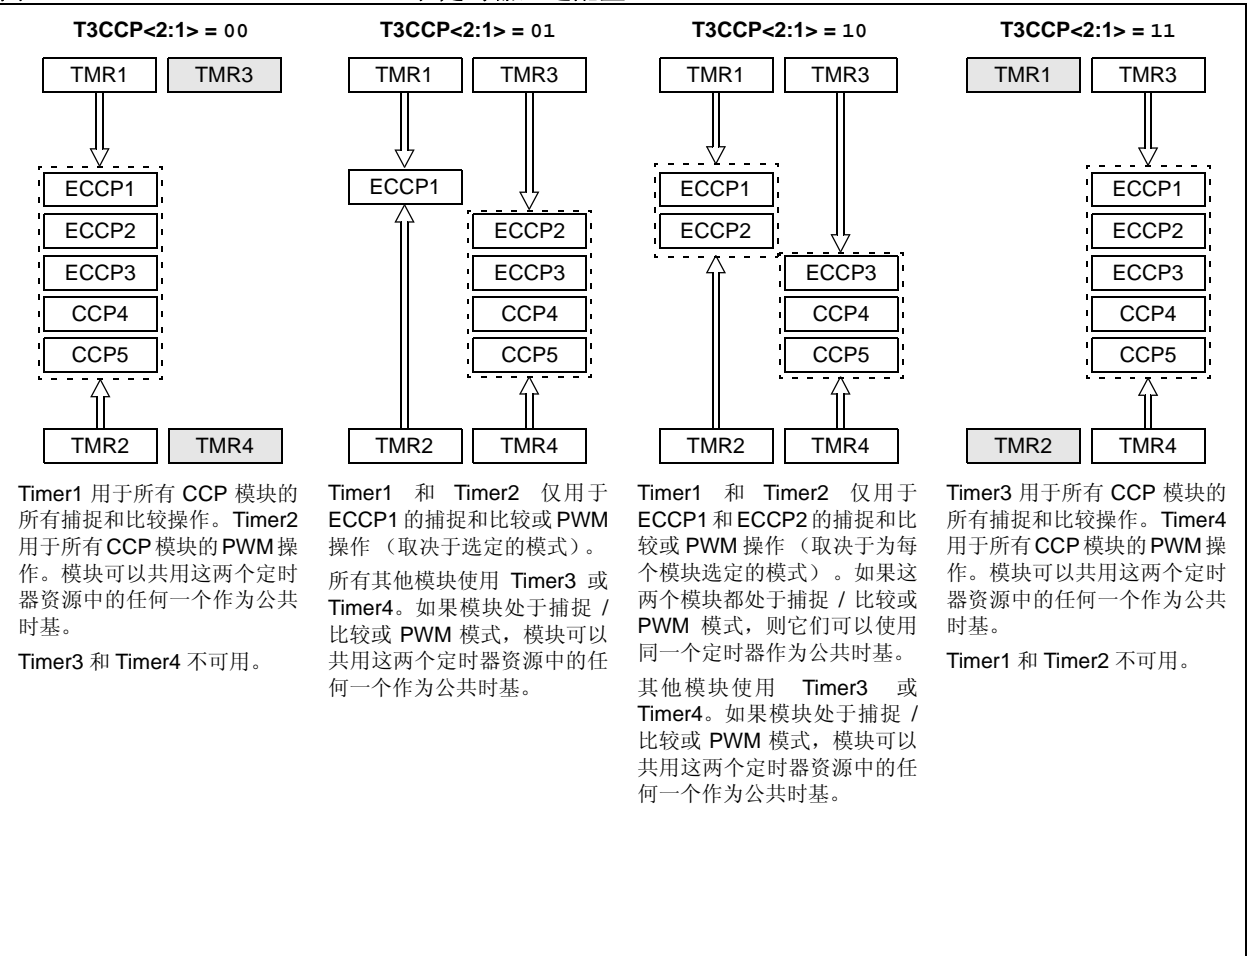 T3CCP<2:1> = 00
TMR1 TMR3
ECCP1
ECCP2
ECCP3
CCP4
CCP5
TMR2 TMR4
Timer1 用于所有 CCP 模块的
所有捕捉和比较操作。Timer2
用于所有 CCP 模块的 PWM 操
作。模块可以共用这两个定时
器资源中的任何一个作为公共
时基。
Timer3 和 Timer4 不可用。
T3CCP<2:1> = 01
TMR1 TMR3
ECCP1
ECCP2
ECCP3
CCP4
CCP5
TMR2 TMR4
Timer1 和 Timer2 仅用于
ECCP1 的捕捉和比较或 PWM
操作 （取决于选定的模式）。
所有其他模块使用 Timer3 或
Timer4。如果模块处于捕捉 /
比较或 PWM 模式，模块可以
共用这两个定时器资源中的任
何一个作为公共时基。
T3CCP<2:1> = 10
TMR1 TMR3
ECCP1
ECCP2
ECCP3
CCP4
CCP5
TMR2 TMR4
Timer1 和 Timer2 仅用于
ECCP1 和 ECCP2 的捕捉和比
较或 PWM 操作 （取决于为每
个模块选定的模式） 。如果这
两个模块都处于捕捉 / 比较或
PWM 模式，则它们可以使用
同一个定时器作为公共时基。
其他模块使用 Timer3 或
Timer4。如果模块处于捕捉 /
比较或 PWM 模式，模块可以
共用这两个定时器资源中的任
何一个作为公共时基。
T3CCP<2:1> = 11
TMR1 TMR3
ECCP1
ECCP2
ECCP3
CCP4
CCP5
TMR2 TMR4
Timer3 用于所有 CCP 模块的
所有捕捉和比较操作。Timer4
用于所有 CCP 模块的 PWM 操
作。模块可以共用这两个定时
器资源中的任何一个作为公共
时基。
Timer1 和 Timer2 不可用。